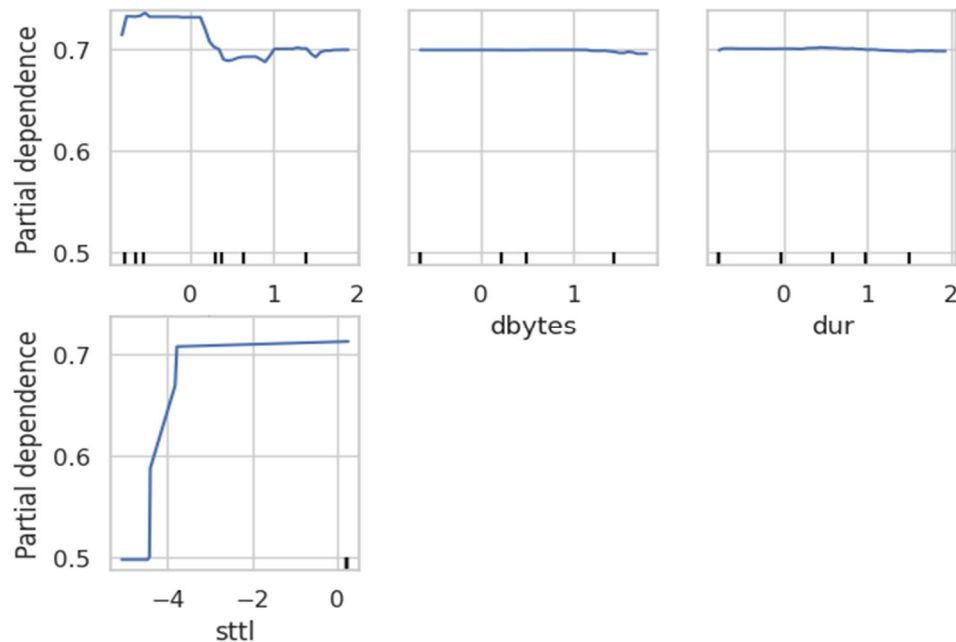 Partial dependence
0.7
0.6
0.5
0 1 2
0 1
dbytes
0 1 2
dur
Partial dependence
0.7
0.6
0.5
−4 −2 0
sttl